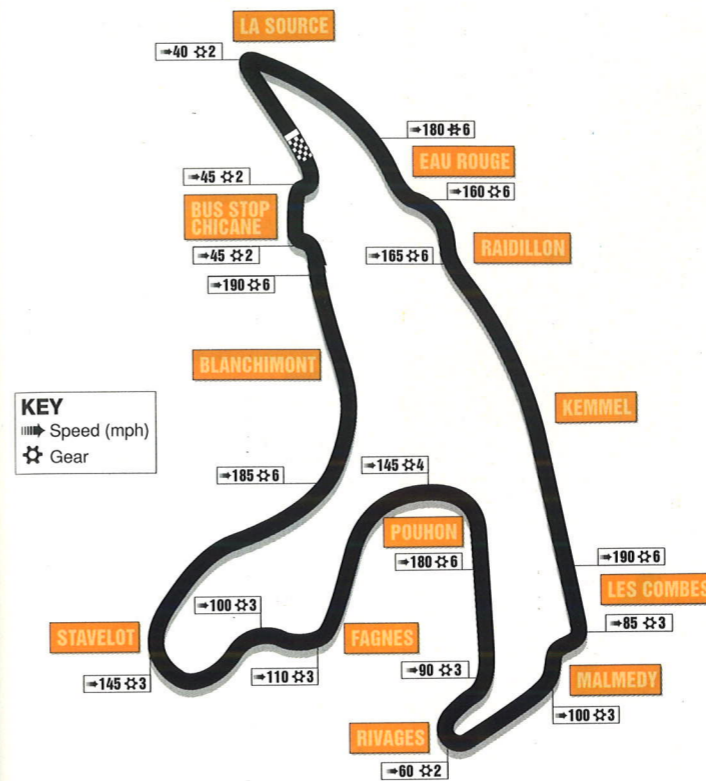 LA SOURCE
40 2
180 6
EAU ROUGE
45 2
160 6
BUS STOP
CHICANE
RAIDILLON
45 2
165 6
190 6
BLANCHIMONT
KEY
Speed (mph)
Gear
KEMMEL
145 4
185 6
POUHON
180 6
190 6
LES COMBES
100 3
85 3
STAVELOT
FAGNES
145 3
110 3
90 3
MALMEDY
100 3
RIVAGES
60 2